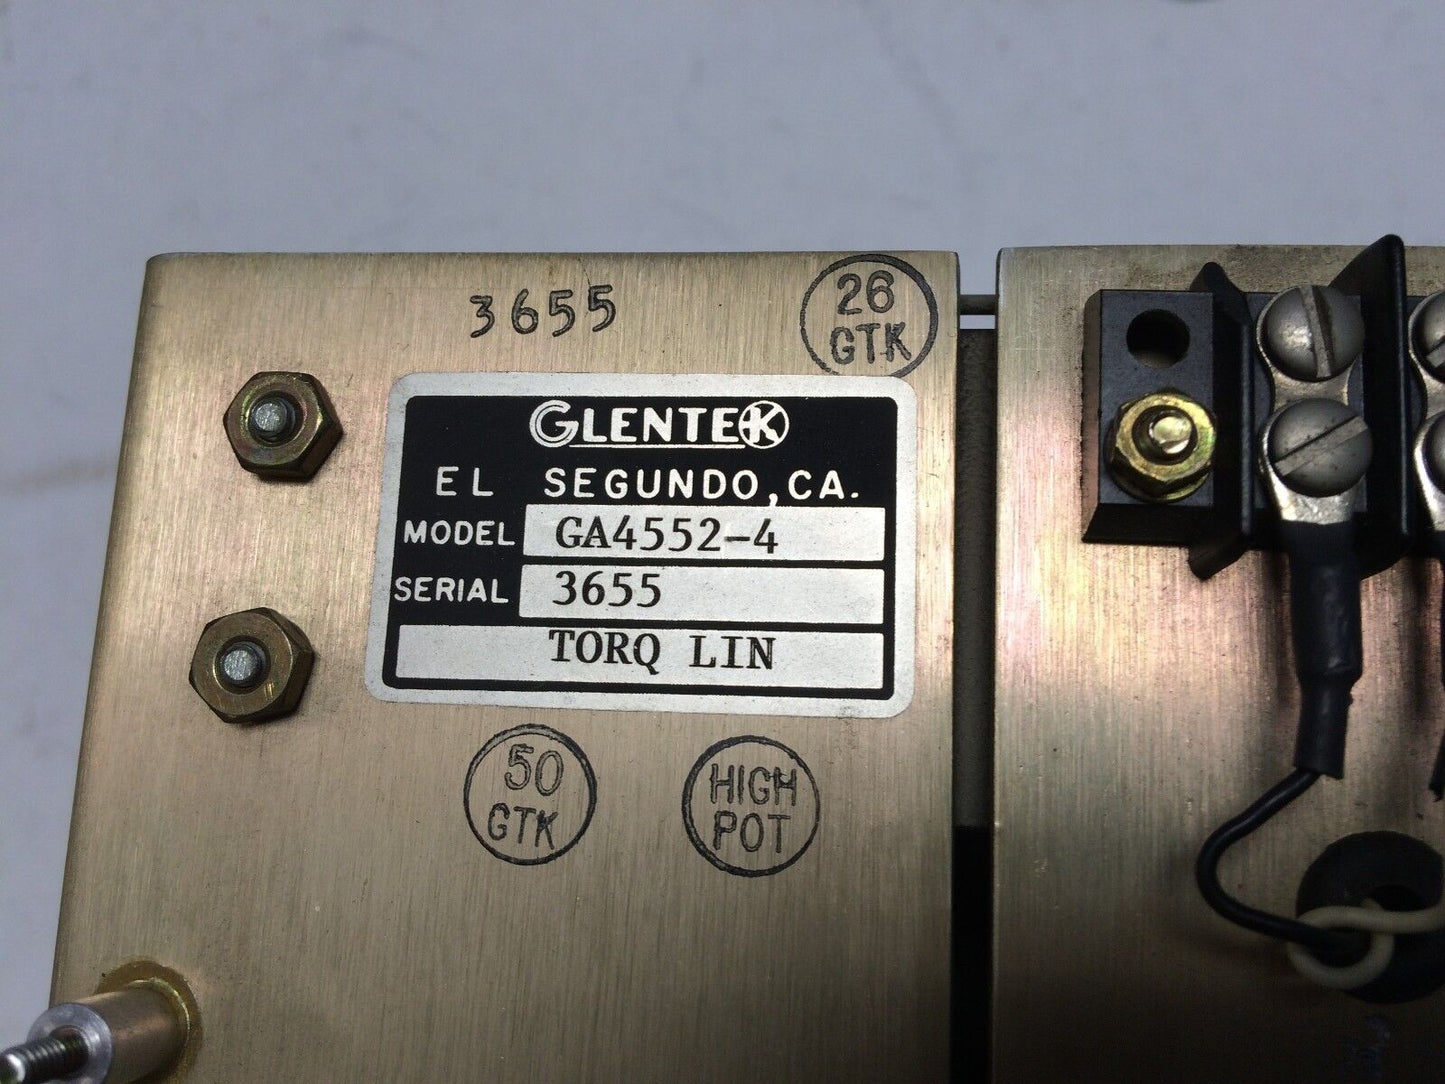 3655
26
GTK
GLENTEK
EL SEGUNDO, CA.
MODEL GA4552-4
SERIAL 3655
TORQ LIN
50
GTK
HIGH
POT